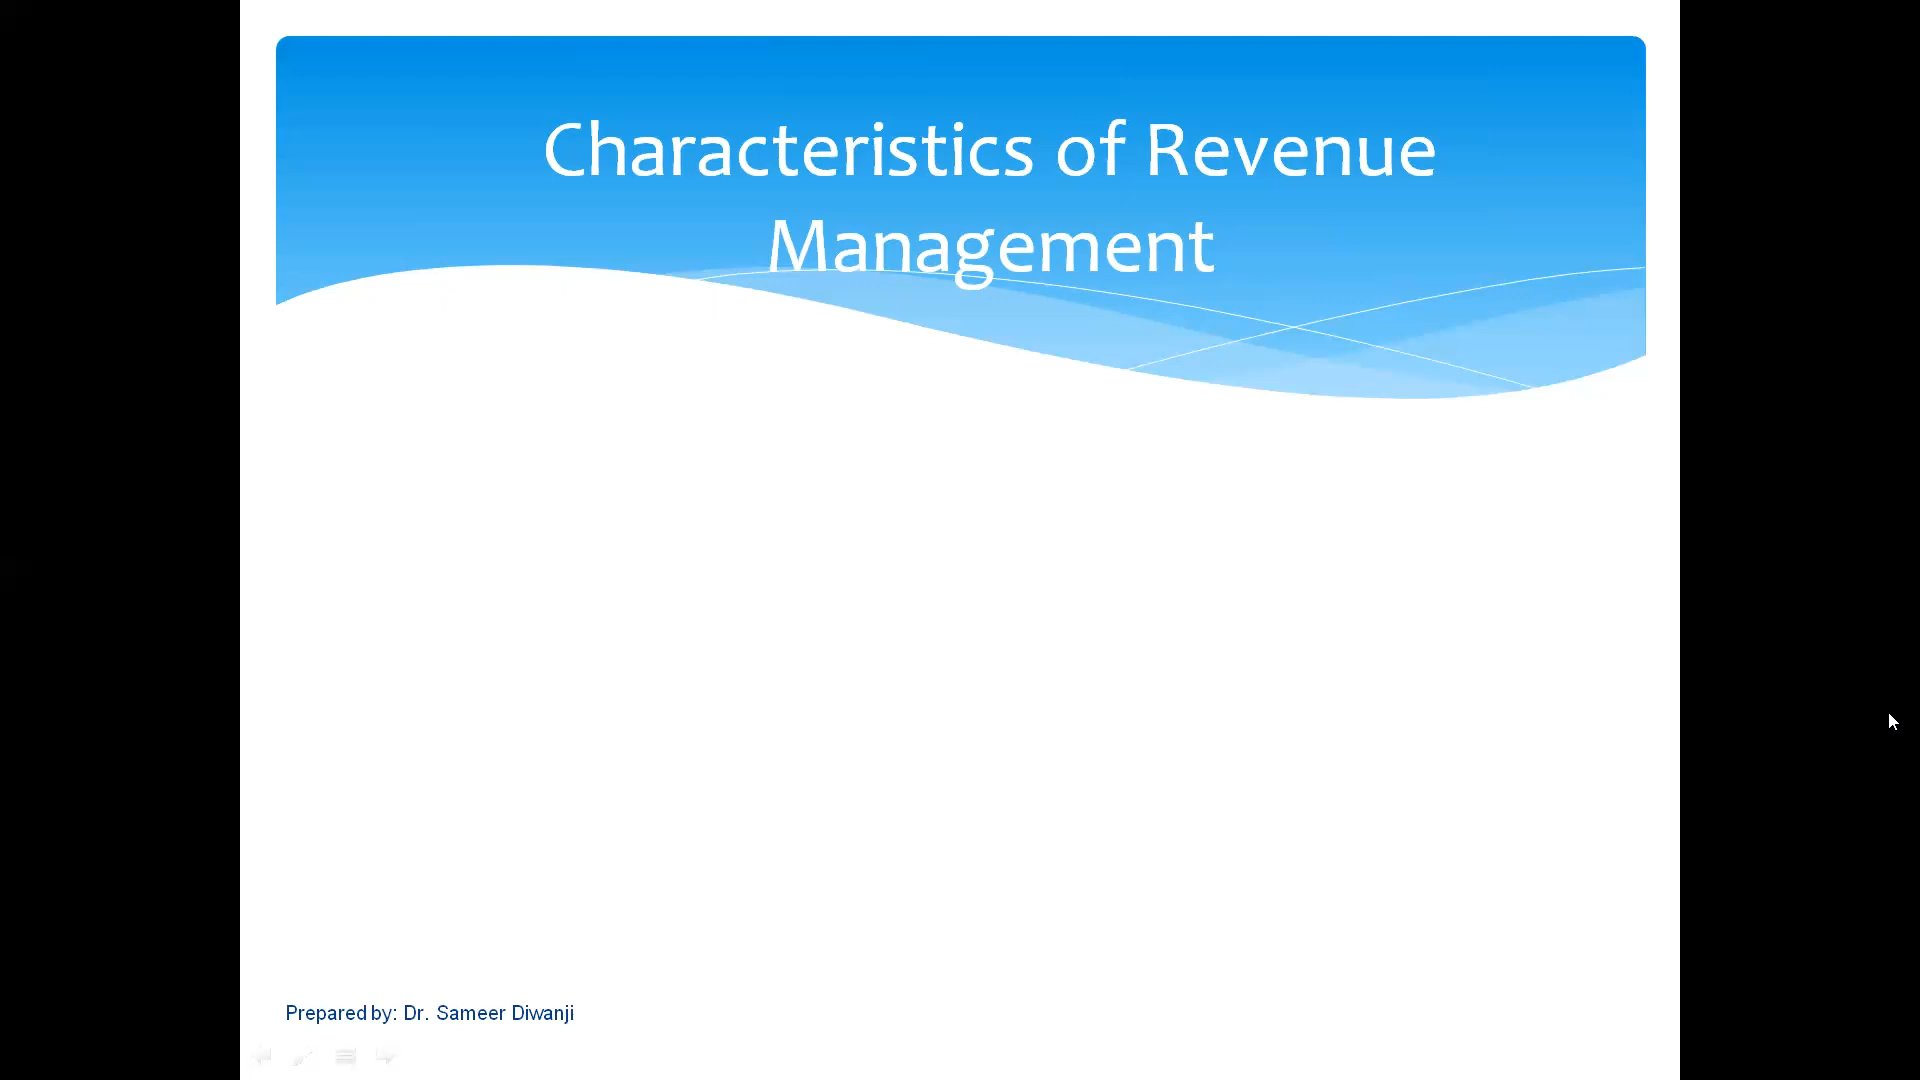 Characteristics of Revenue
Management
Prepared by: Dr. Sameer Diwanji